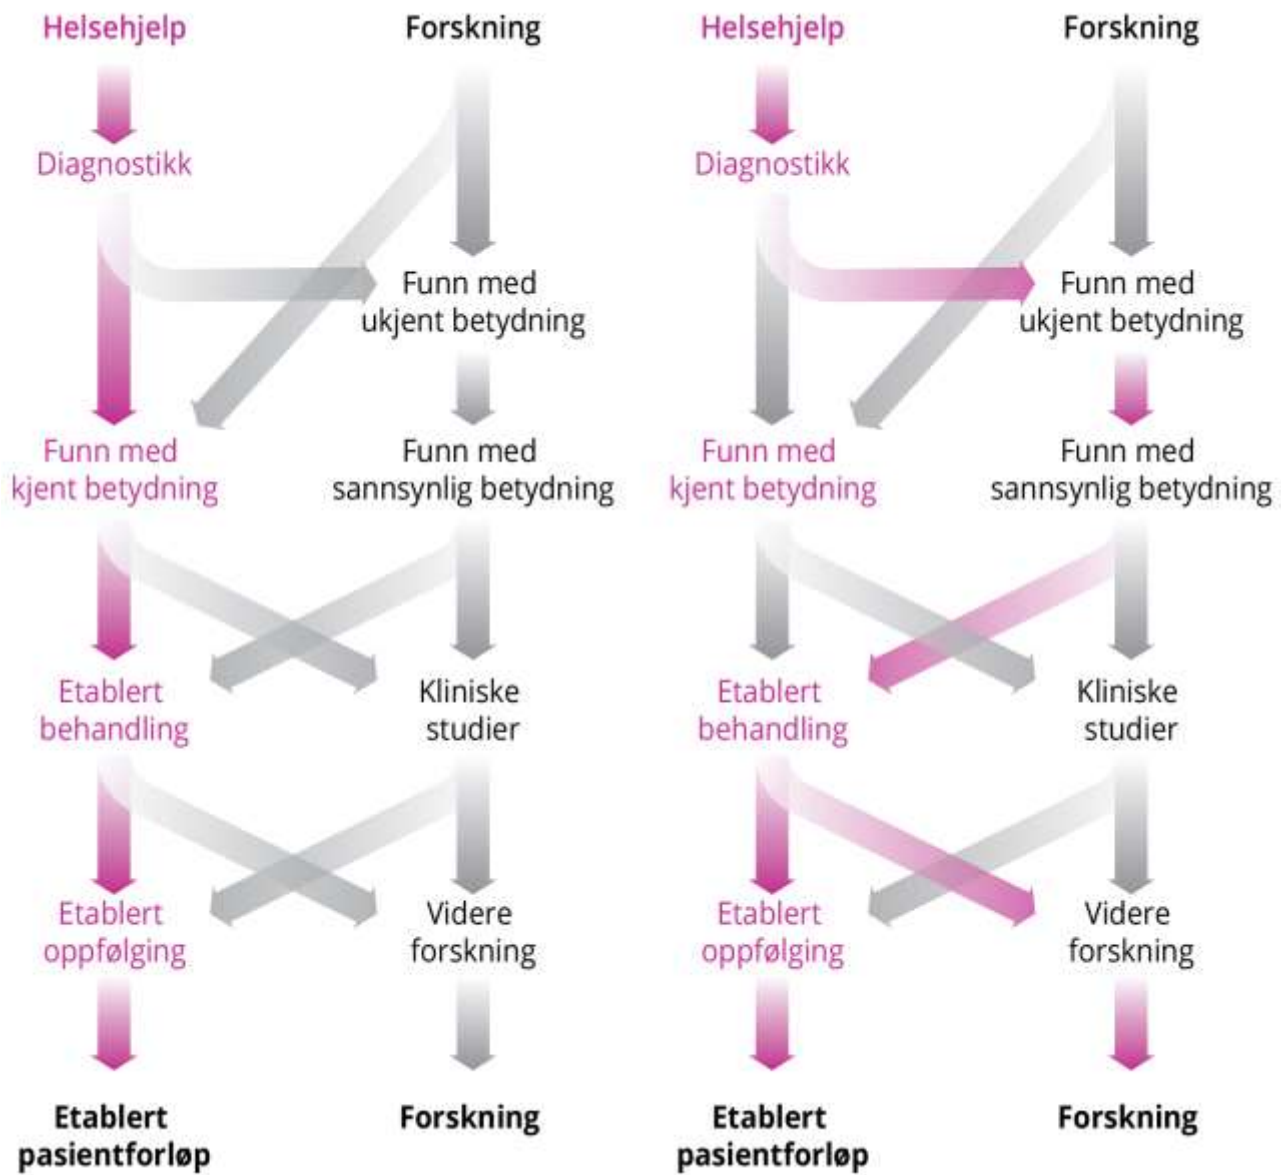 Helsehjelp
Forskning
Diagnostikk
Funn med
ukjent betydning
Funn med
kjent betydning
Funn med
sannsynlig betydning
Etablert
behandling
Kliniske
studier
Etablert
oppfølging
Videre
forskning
Etablert
pasientforløp
Forskning
Helsehjelp
Forskning
Diagnostikk
Funn med
ukjent betydning
Funn med
kjent betydning
Funn med
sannsynlig betydning
Etablert
behandling
Kliniske
studier
Etablert
oppfølging
Videre
forskning
Etablert
pasientforløp
Forskning